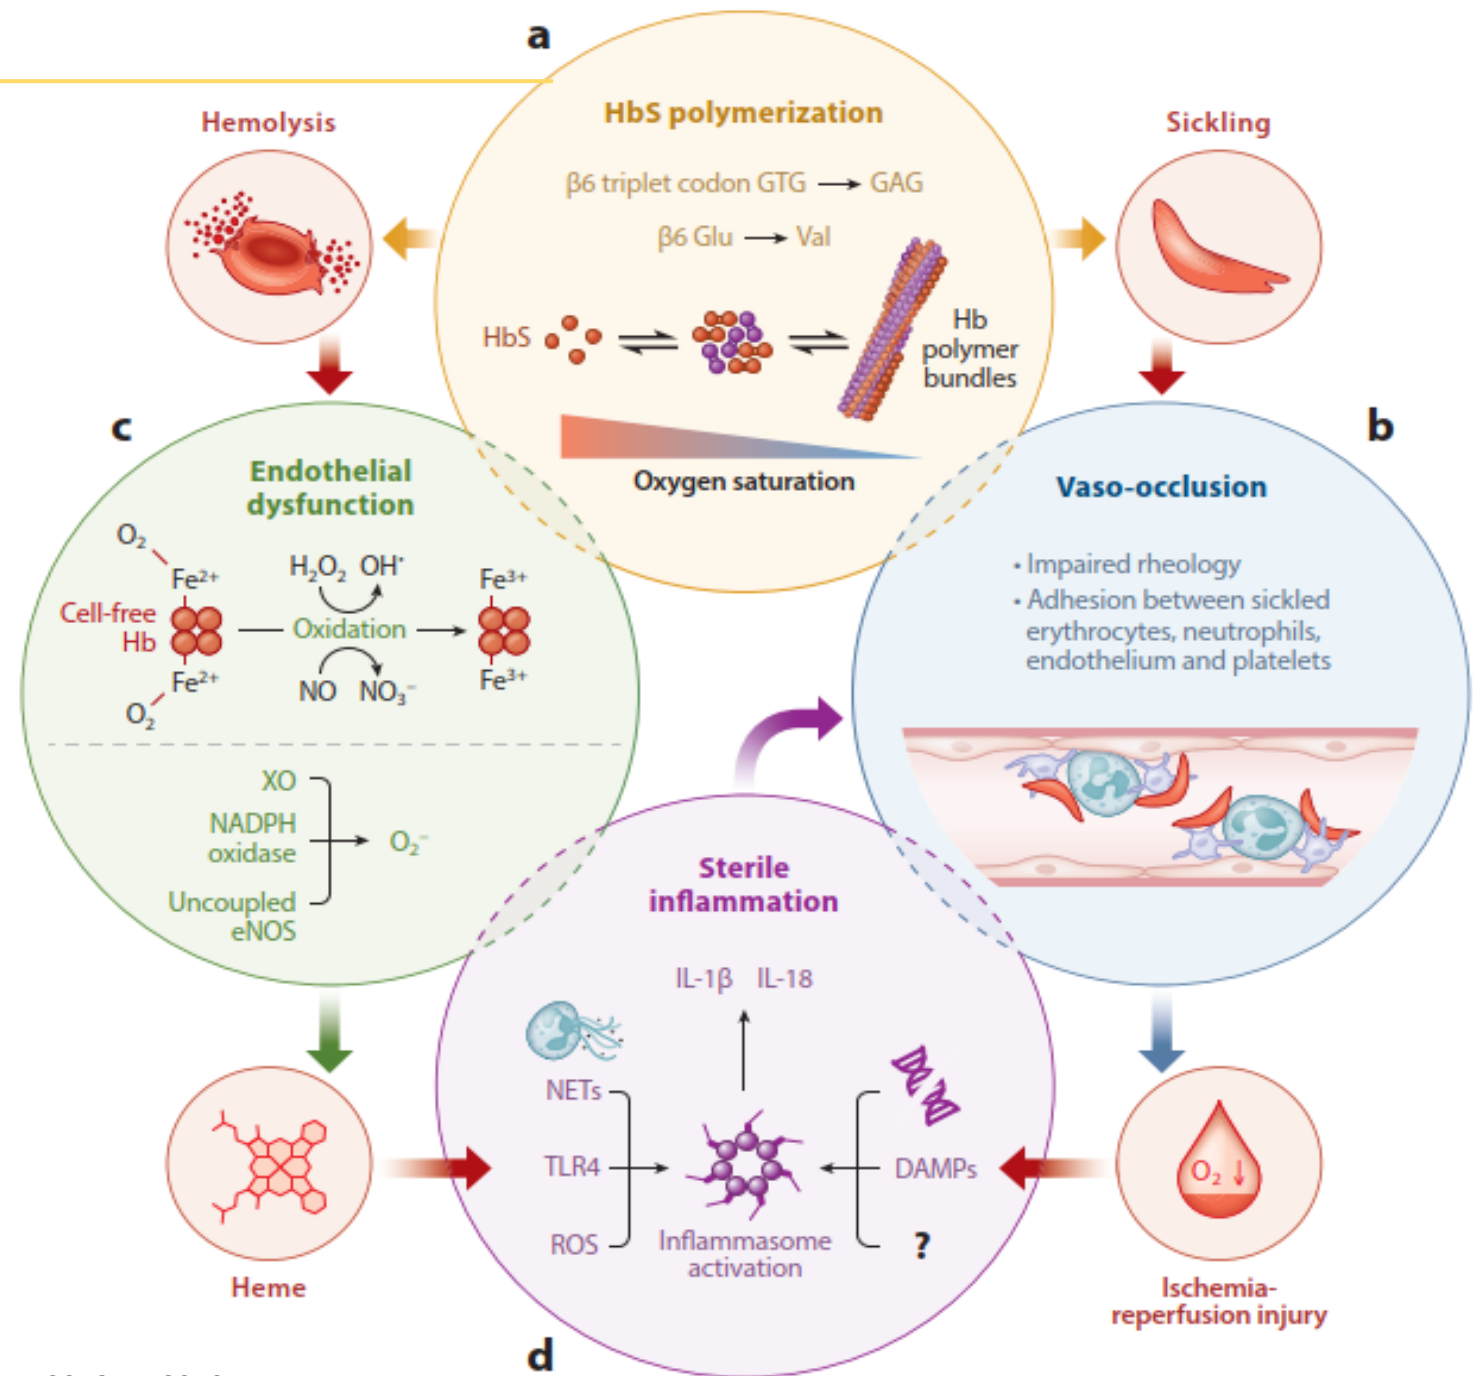 a
HbS polymerization
Hemolysis
Sickling
β6 triplet codon GTG → GAG
β6 Glu → Val
HbS
Hb
polymer
bundles
Oxygen saturation
c
Endothelial
dysfunction
O₂
Fe²⁺
H₂O₂ OH•
Fe³⁺
Cell-free
Hb
Oxidation
Fe²⁺
NO NO₃⁻
Fe³⁺
O₂
XO
NADPH
oxidase
O₂⁻
Uncoupled
eNOS
b
Vaso-occlusion
• Impaired rheology
• Adhesion between sickled
erythrocytes, neutrophils,
endothelium and platelets
Sterile
inflammation
IL-1β IL-18
NETs
TLR4
ROS
DAMPs
?
Inflammasome
activation
Heme
O₂ ↓
Ischemia-
reperfusion injury
d